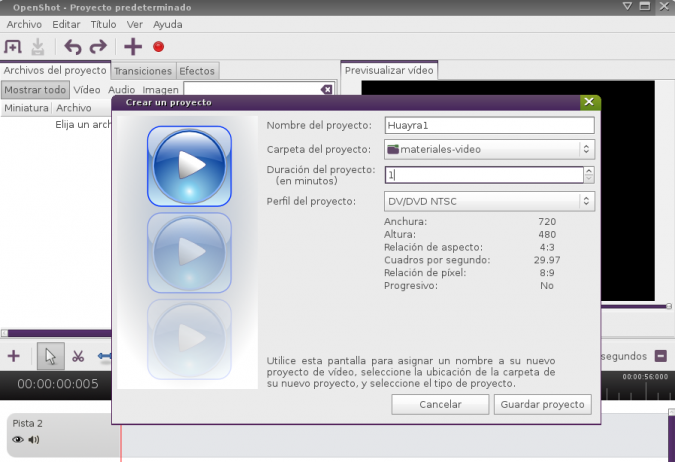 OpenShot - Proyecto predeterminado
Archivo Editar Título Ver Ayuda
Archivos del proyecto Transiciones Efectos
Previsualizar vídeo
Mostrar todo Vídeo Audio Imagen
Miniatura Archivo
Elija un arch
Crear un proyecto
Nombre del proyecto: Huayra1
Carpeta del proyecto: materiales-video
Duración del proyecto: 1
(en minutos)
Perfil del proyecto: DV/DVD NTSC
Anchura: 720
Altura: 480
Relación de aspecto: 4:3
Cuadros por segundo: 29.97
Relación de píxel: 8:9
Progresivo: No
Utilice esta pantalla para asignar un nombre a su nuevo
proyecto de vídeo, seleccione la ubicación de la carpeta de
su nuevo proyecto, y seleccione el tipo de proyecto.
Cancelar Guardar proyecto
segundos
00:00:00:005
00:00:56:000
Pista 2